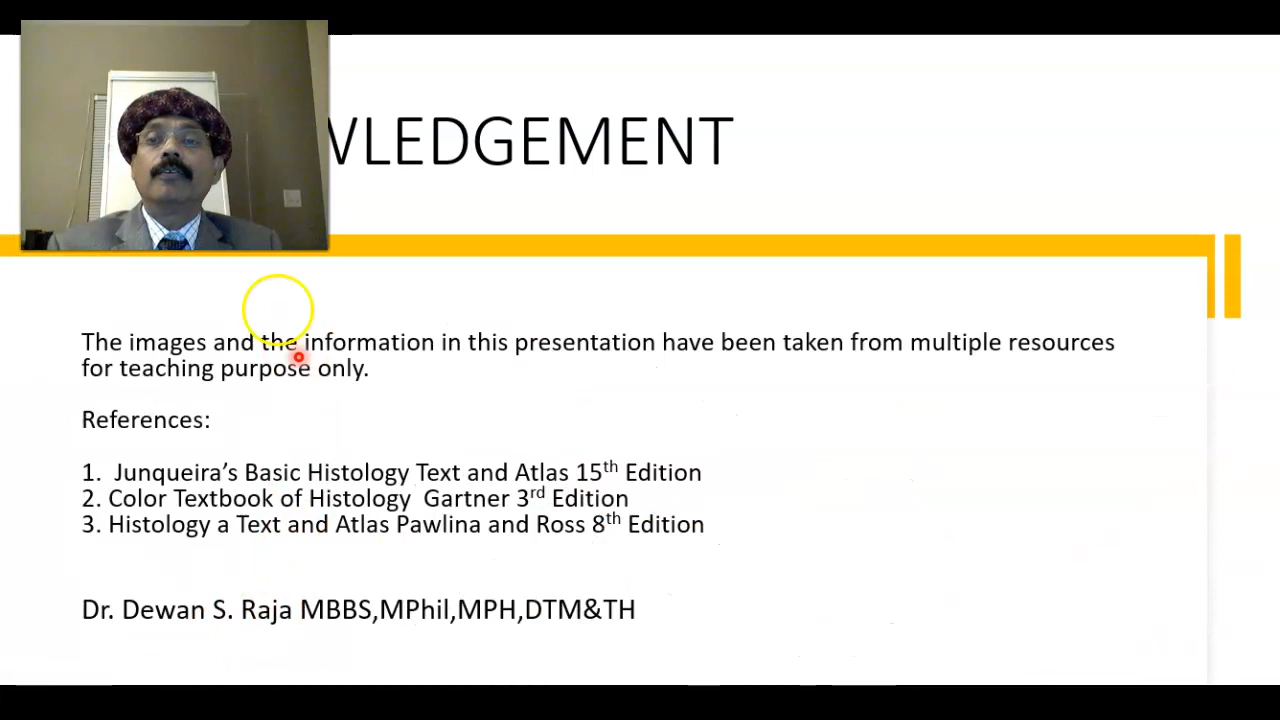 WLEDGEMENT
The images and the information in this presentation have been taken from multiple resources
for teaching purpose only.
References:
1. Junqueira’s Basic Histology Text and Atlas 15th Edition
2. Color Textbook of Histology Gartner 3rd Edition
3. Histology a Text and Atlas Pawlina and Ross 8th Edition
Dr. Dewan S. Raja MBBS,MPhil,MPH,DTM&TH